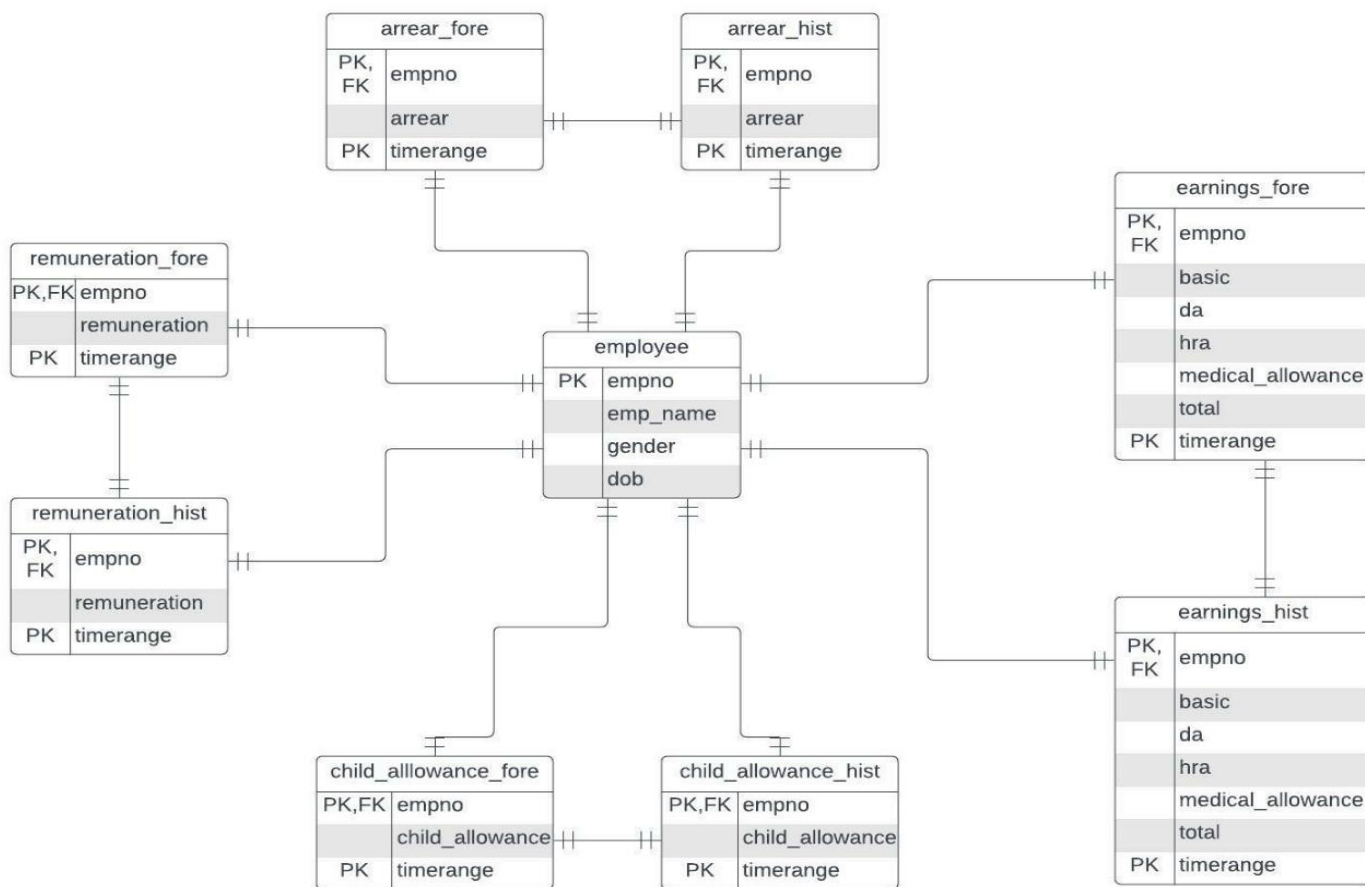 arrear_fore
PK,
FK
empno
arrear
PK timerange
arrear_hist
PK,
FK
empno
arrear
PK timerange
earnings_fore
PK,
FK
empno
basic
da
hra
medical_allowance
total
PK timerange
remuneration_fore
PK,FK empno
remuneration
PK timerange
employee
PK empno
emp_name
gender
dob
remuneration_hist
PK,
FK
empno
remuneration
PK timerange
earnings_hist
PK,
FK
empno
basic
da
hra
medical_allowance
total
PK timerange
child_alllowance_fore
PK,FK empno
child_allowance
PK timerange
child_allowance_hist
PK,FK empno
child_allowance
PK timerange